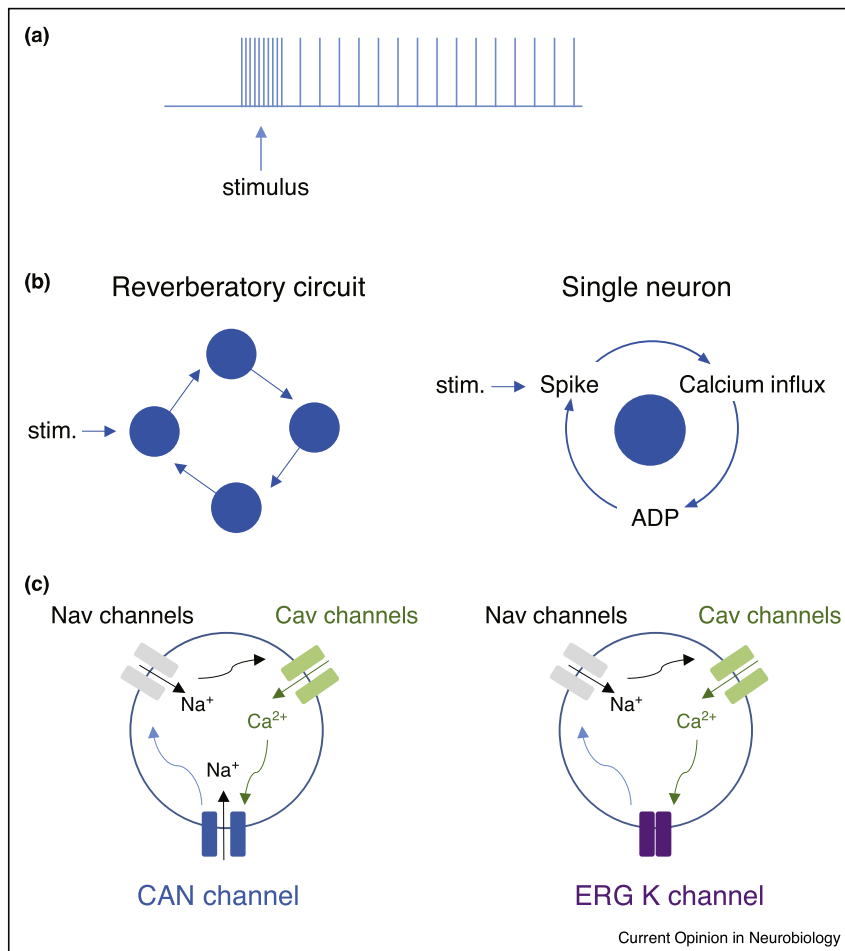 (a)
stimulus
(b)
Reverberatory circuit
Single neuron
stim.
stim.
Spike
Calcium influx
ADP
(c)
Nav channels
Cav channels
Na⁺
Ca²⁺
Na⁺
CAN channel
Nav channels
Cav channels
Na⁺
Ca²⁺
ERG K channel
Current Opinion in Neurobiology